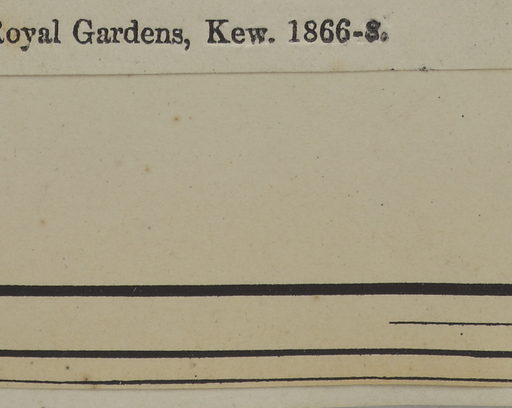 Royal Gardens, Kew. 1866-8.